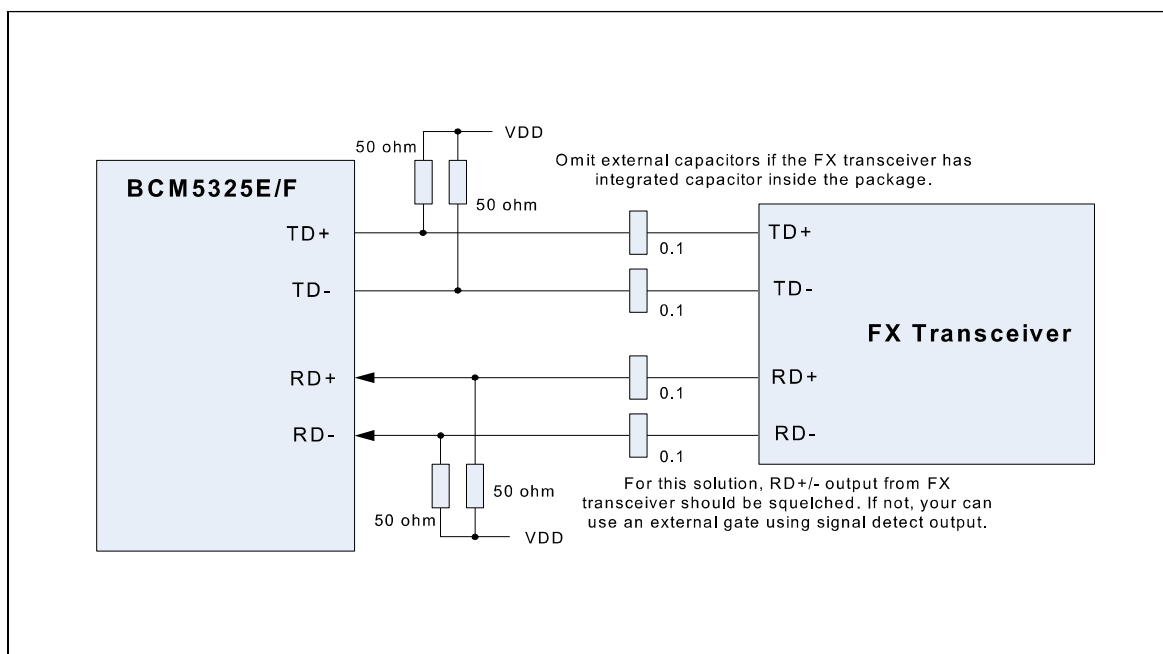 VDD
50 ohm
Omit external capacitors if the FX transceiver has
integrated capacitor inside the package.
BCM5325E/F
50 ohm
TD+
TD+
0.1
TD-
TD-
0.1
FX Transceiver
RD+
RD+
0.1
RD-
RD-
0.1
For this solution, RD+/- output from FX
50 ohm
transceiver should be squelched. If not, your can
50 ohm
use an external gate using signal detect output.
VDD